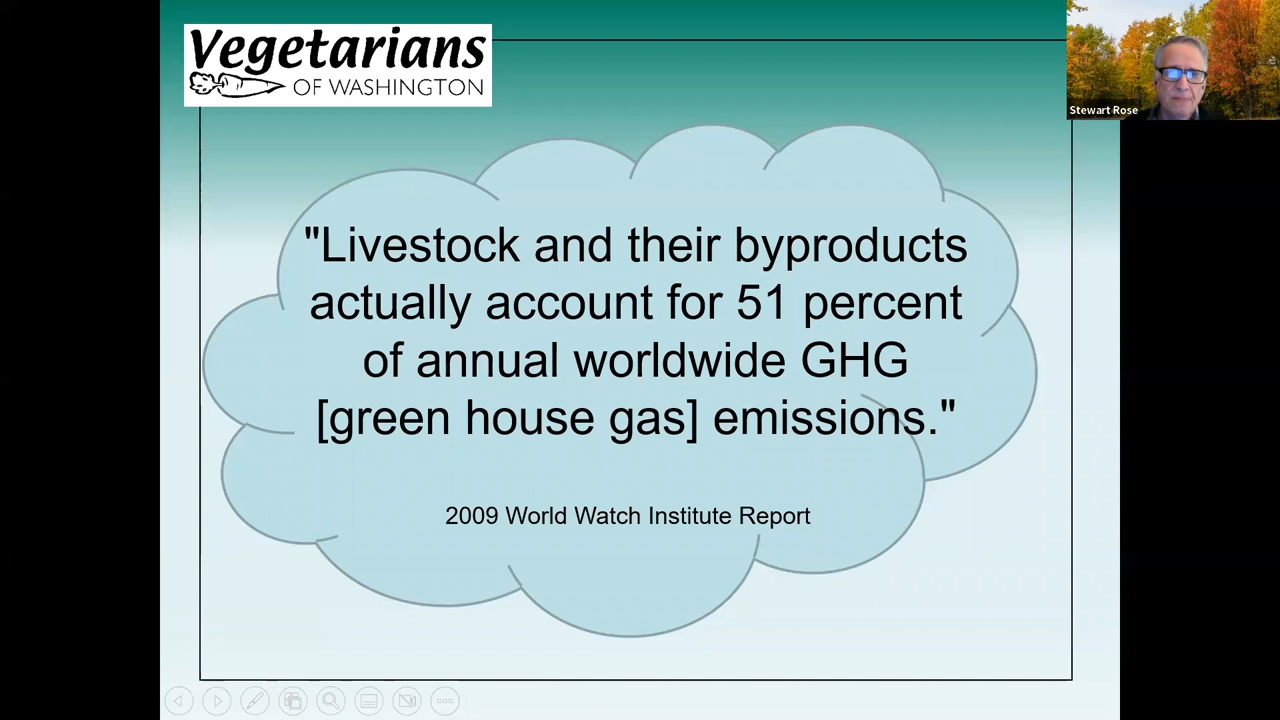 Vegetarians
OF WASHINGTON
Stewart Rose
"Livestock and their byproducts
actually account for 51 percent
of annual worldwide GHG
[green house gas] emissions."
2009 World Watch Institute Report